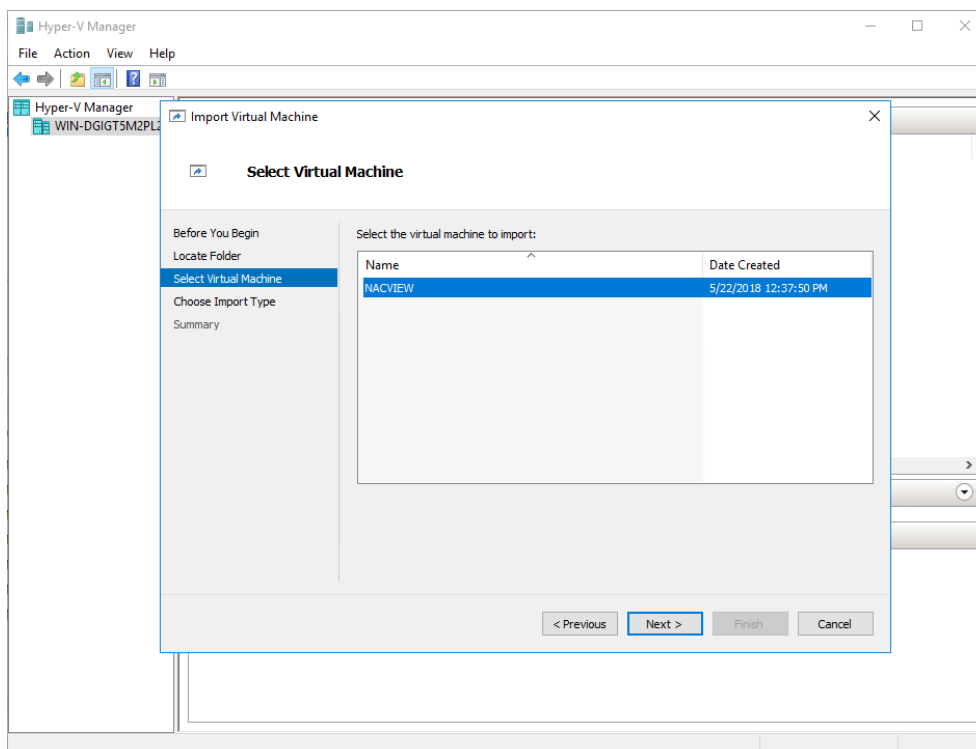 Hyper-V Manager
File Action View Help
Hyper-V Manager
WIN-DGIGT5M2PL2
Import Virtual Machine
Select Virtual Machine
Before You Begin
Locate Folder
Select Virtual Machine
Choose Import Type
Summary
Select the virtual machine to import:
Name Date Created
NACVIEW 5/22/2018 12:37:50 PM
< Previous Next > Finish Cancel